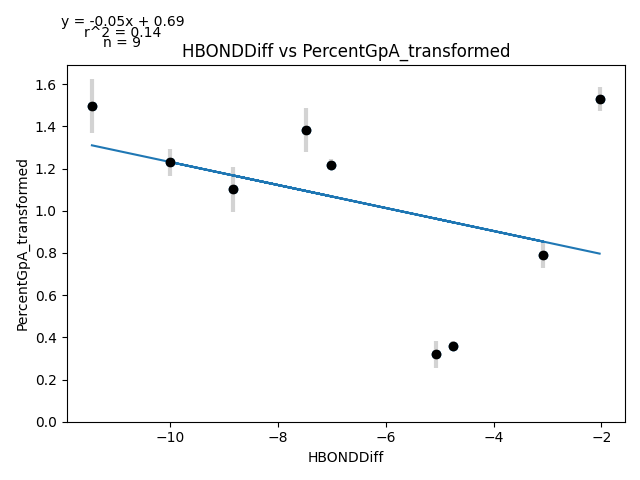 y = -0.05x + 0.69
r^2 = 0.14
n = 9
HBONDDiff vs PercentGpA_transformed
1.6
1.4
1.2
1.0
0.8
0.6
0.4
0.2
0.0
PercentGpA_transformed
−10
−8
−6
−4
−2
HBONDDiff